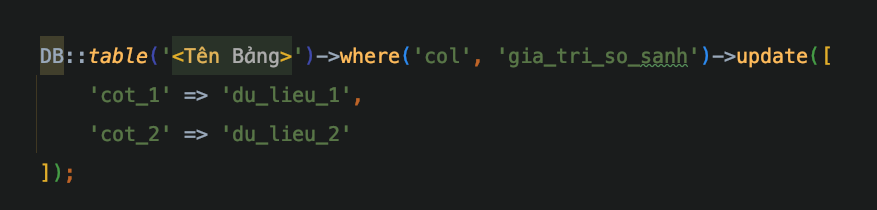 DB::table('<Tên Bảng>')->where('col', 'gia_tri_so_sanh')->update([
'cot_1' => 'du_lieu_1',
'cot_2' => 'du_lieu_2'
]);